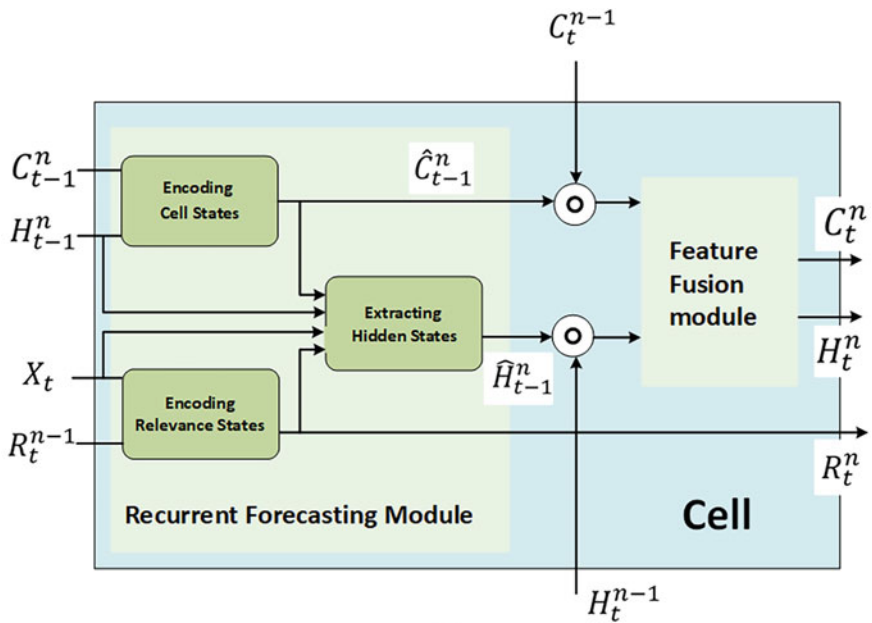 C_t^{n-1}
C_{t-1}^n
Encoding
Cell States
Ĉ_{t-1}^n
H_{t-1}^n
Feature
Fusion
module
C_t^n
Extracting
Hidden States
H_t^n
X_t
Ĥ_{t-1}^n
Encoding
Relevance States
R_t^{n-1}
R_t^n
Recurrent Forecasting Module
Cell
H_t^{n-1}